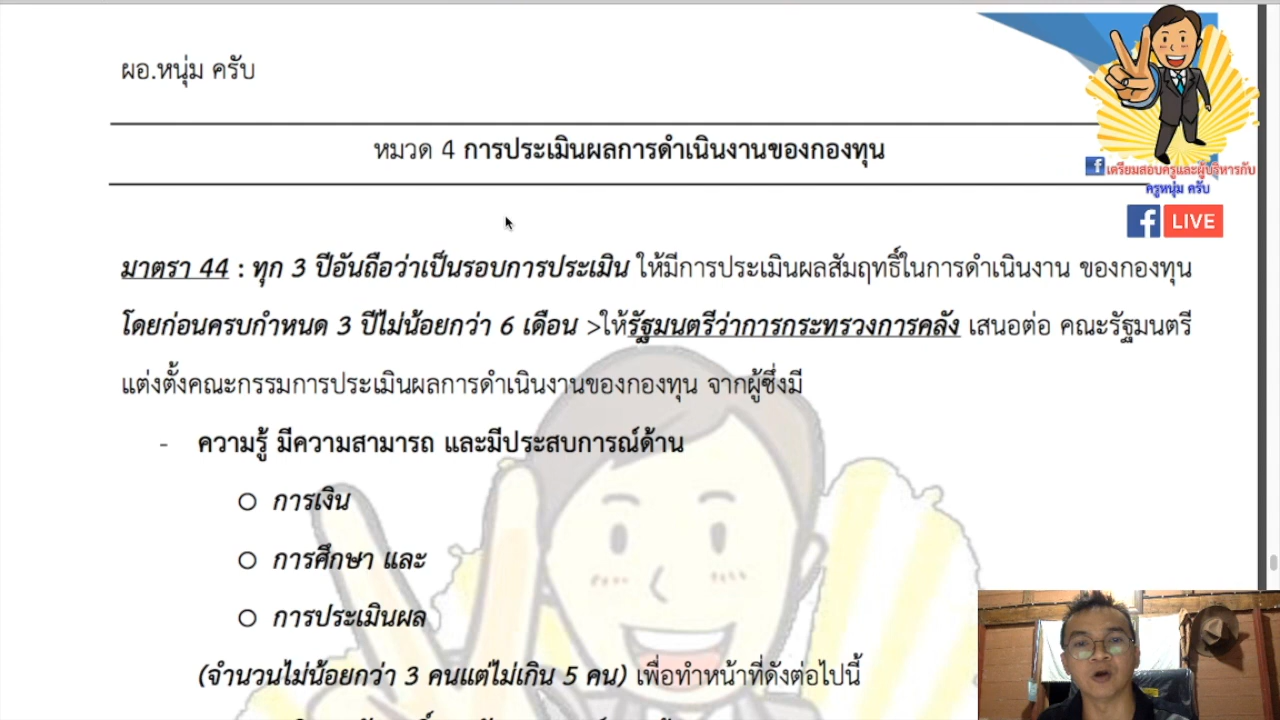 ผอ.หนุ่ม ครับ
หมวด 4 การประเมินผลการดำเนินงานของกองทุน
f เตรียมสอบครูและผู้บริหารกับ
ครูหนุ่ม ครับ
f LIVE
มาตรา 44 : ทุก 3 ปีอันถือว่าเป็นรอบการประเมิน ให้มีการประเมินผลสัมฤทธิ์ในการดำเนินงาน ของกองทุน
โดยก่อนครบกำหนด 3 ปีไม่น้อยกว่า 6 เดือน >ให้รัฐมนตรีว่าการกระทรวงการคลัง เสนอต่อ คณะรัฐมนตรี
แต่งตั้งคณะกรรมการประเมินผลการดำเนินงานของกองทุน จากผู้ซึ่งมี
- ความรู้ มีความสามารถ และมีประสบการณ์ด้าน
o การเงิน
o การศึกษา และ
o การประเมินผล
(จำนวนไม่น้อยกว่า 3 คนแต่ไม่เกิน 5 คน) เพื่อทำหน้าที่ดังต่อไปนี้